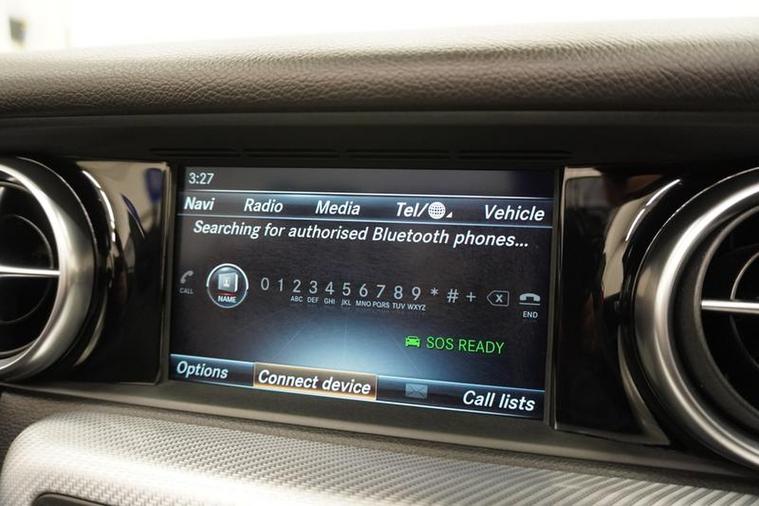 3:27
Navi Radio Media Tel/ Vehicle
Searching for authorised Bluetooth phones...
CALL NAME 0 1 2 3 4 5 6 7 8 9 * # + X END
ABC DEF GHI JKL MNO PQRS TUV WXYZ
SOS READY
Options Connect device Call lists